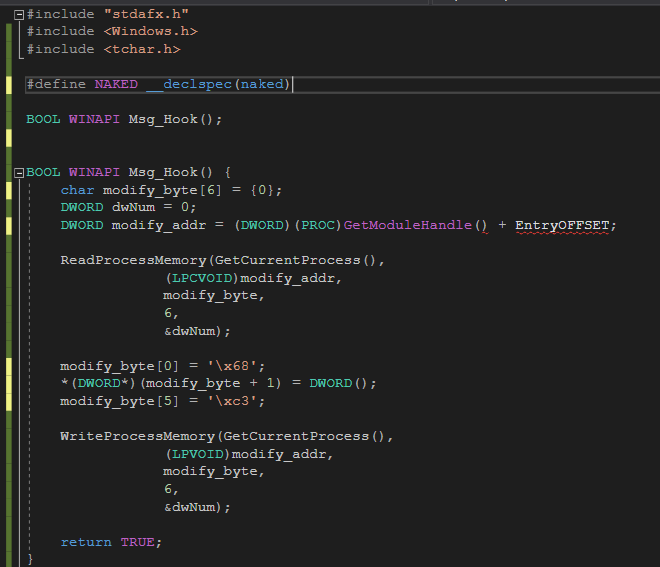 #include "stdafx.h"
#include <Windows.h>
#include <tchar.h>
#define NAKED __declspec(naked)
BOOL WINAPI Msg_Hook();
BOOL WINAPI Msg_Hook() {
char modify_byte[6] = {0};
DWORD dwNum = 0;
DWORD modify_addr = (DWORD)(PROC)GetModuleHandle() + EntryOFFSET;
ReadProcessMemory(GetCurrentProcess(),
(LPCVOID)modify_addr,
modify_byte,
6,
&dwNum);
modify_byte[0] = '\x68';
*(DWORD*)(modify_byte + 1) = DWORD();
modify_byte[5] = '\xc3';
WriteProcessMemory(GetCurrentProcess(),
(LPVOID)modify_addr,
modify_byte,
6,
&dwNum);
return TRUE;
}